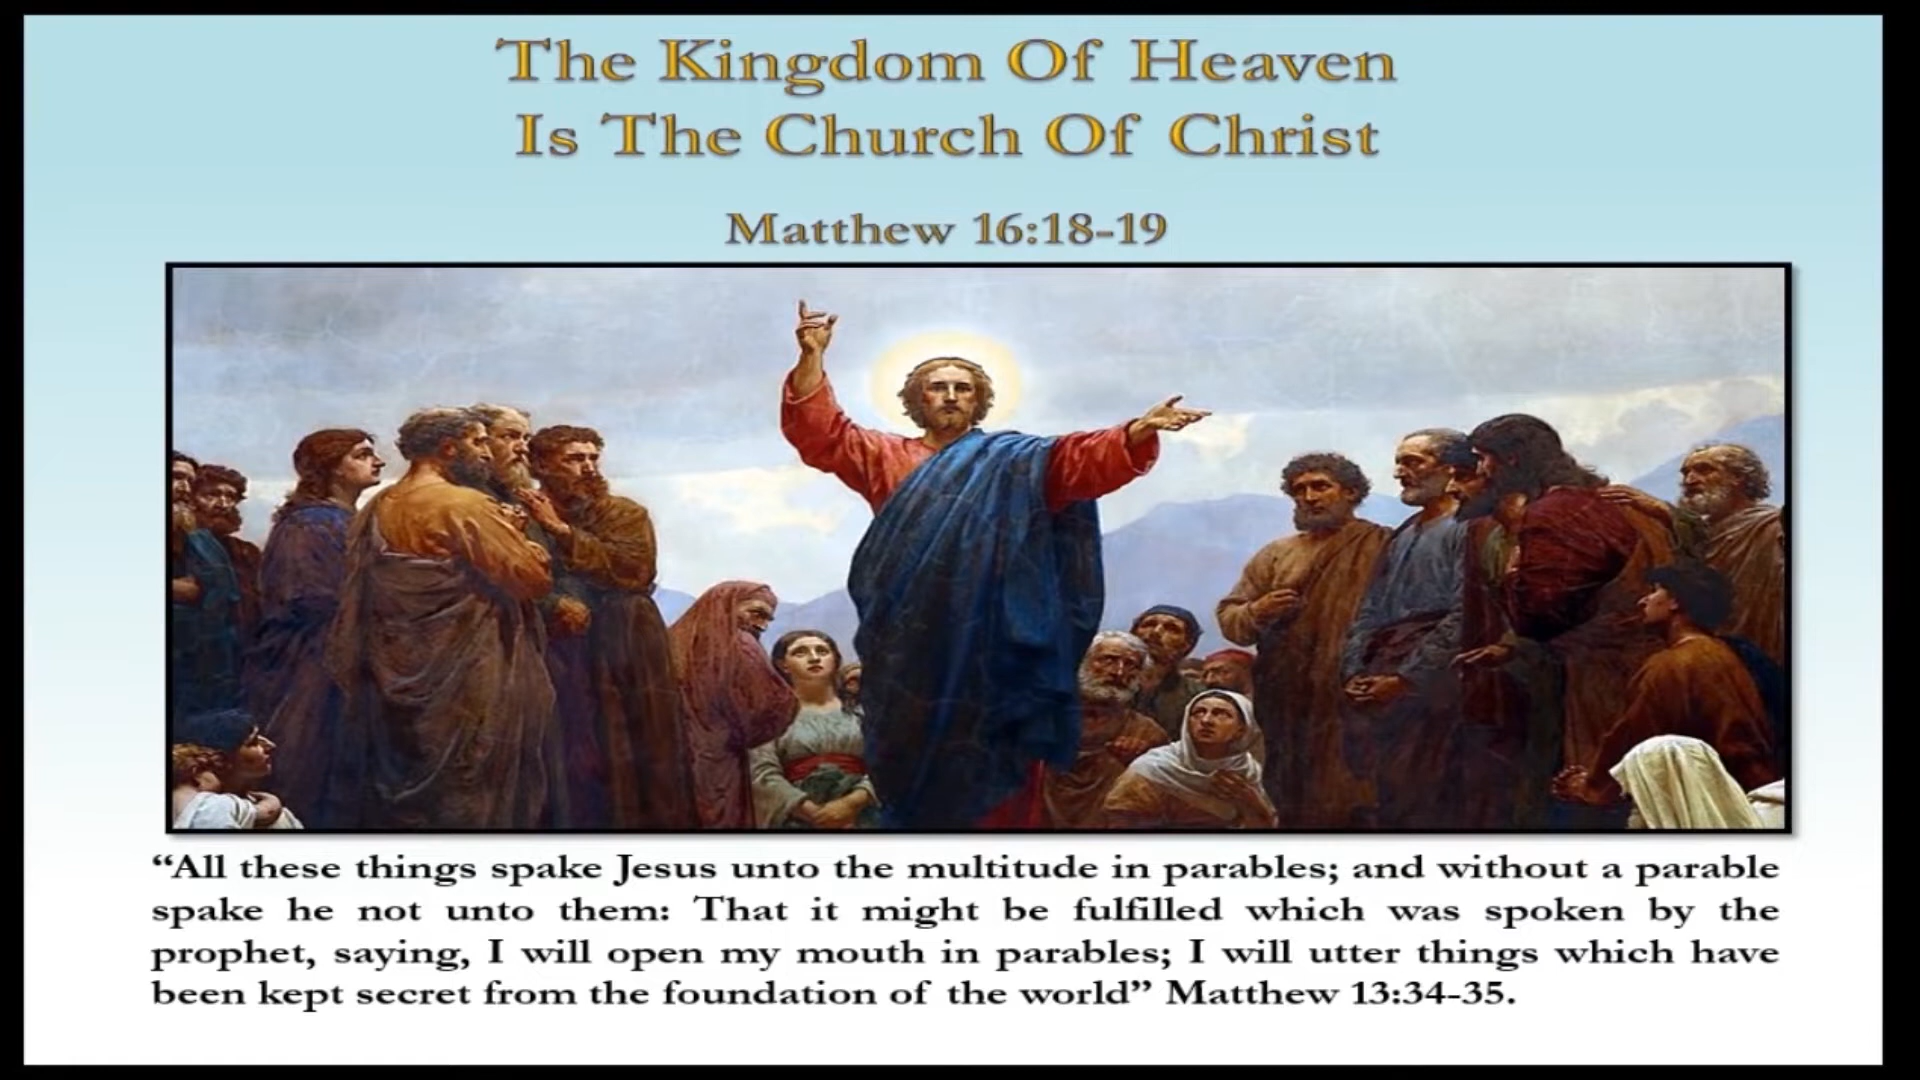 The Kingdom Of Heaven
Is The Church Of Christ
Matthew 16:18-19
“All these things spake Jesus unto the multitude in parables; and without a parable
spake he not unto them: That it might be fulfilled which was spoken by the
prophet, saying, I will open my mouth in parables; I will utter things which have
been kept secret from the foundation of the world” Matthew 13:34-35.